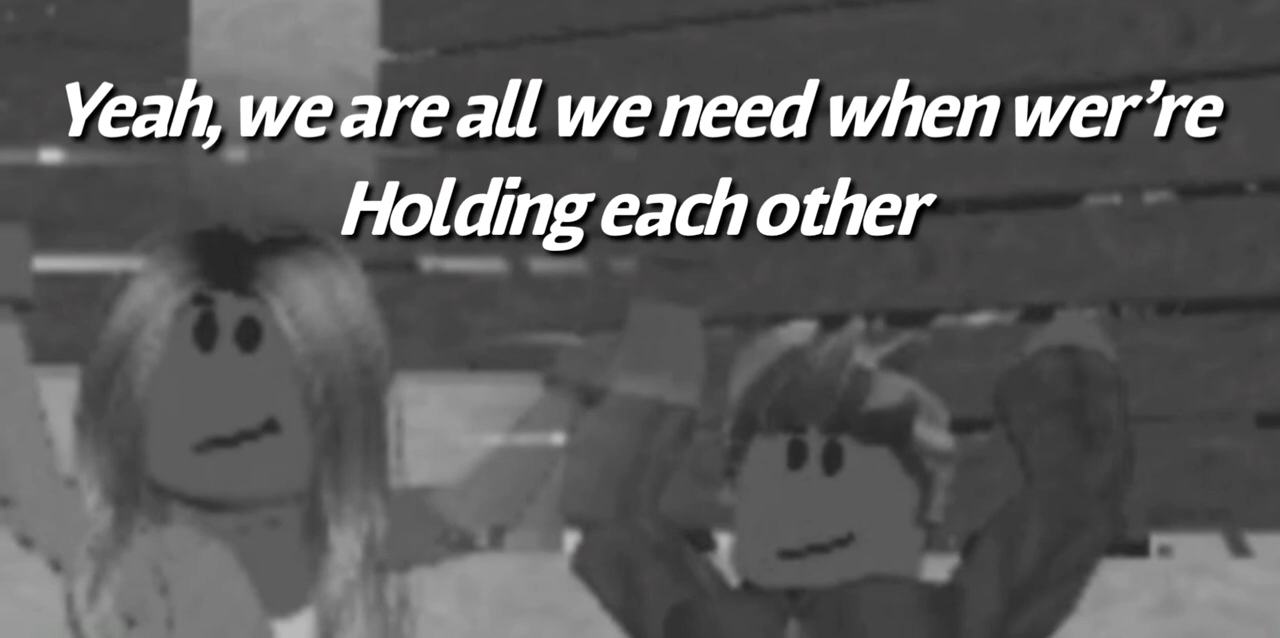 Yeah, we are all we need when wer’re
Holding each other